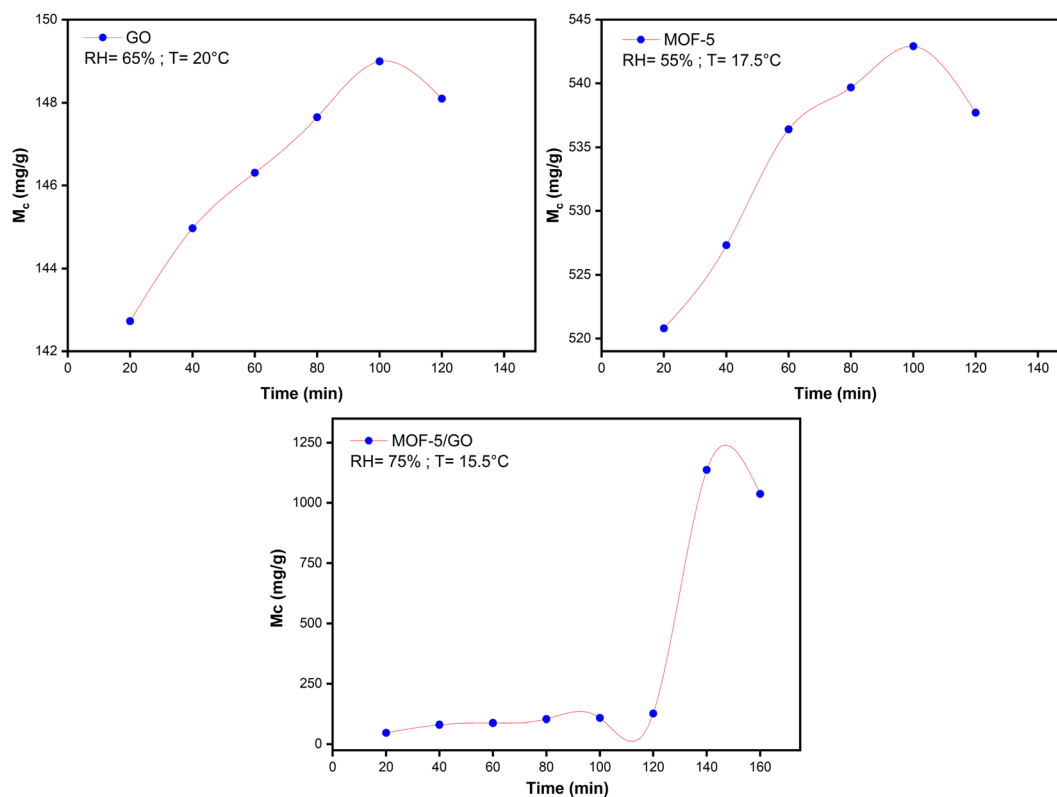 GO
RH= 65% ; T= 20°C
150
148
146
144
142
M_c (mg/g)
0 20 40 60 80 100 120 140
Time (min)
MOF-5
RH= 55% ; T= 17.5°C
545
540
535
530
525
520
M_c (mg/g)
0 20 40 60 80 100 120 140
Time (min)
MOF-5/GO
RH= 75% ; T= 15.5°C
1250
1000
750
500
250
0
Mc (mg/g)
0 20 40 60 80 100 120 140 160
Time (min)